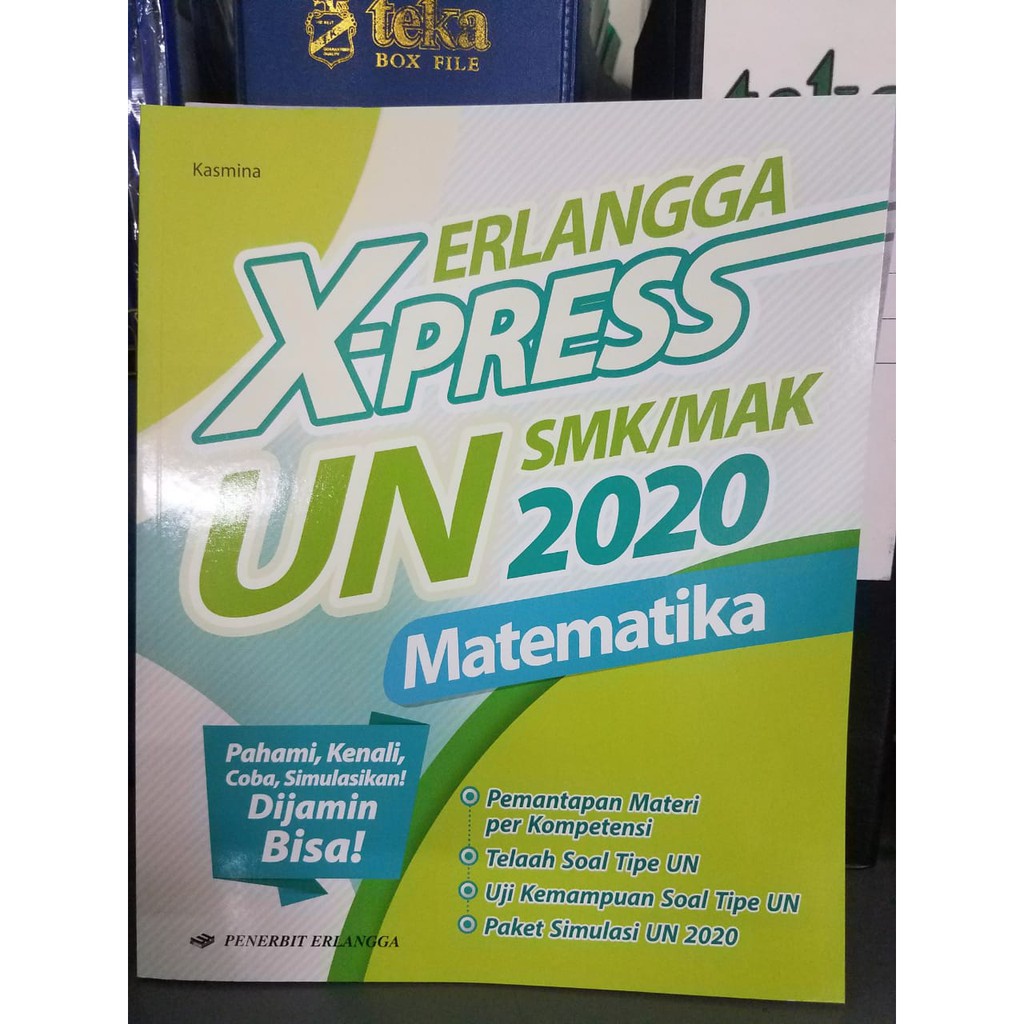 teka
BOX FILE
Kasmina
ERLANGGA
X-PRESS
UN SMK/MAK
2020
Matematika
Pahami, Kenali,
Coba, Simulasikan!
Dijamin
Bisa!
Pemantapan Materi
per Kompetensi
Telaah Soal Tipe UN
Uji Kemampuan Soal Tipe UN
Paket Simulasi UN 2020
PENERBIT ERLANGGA